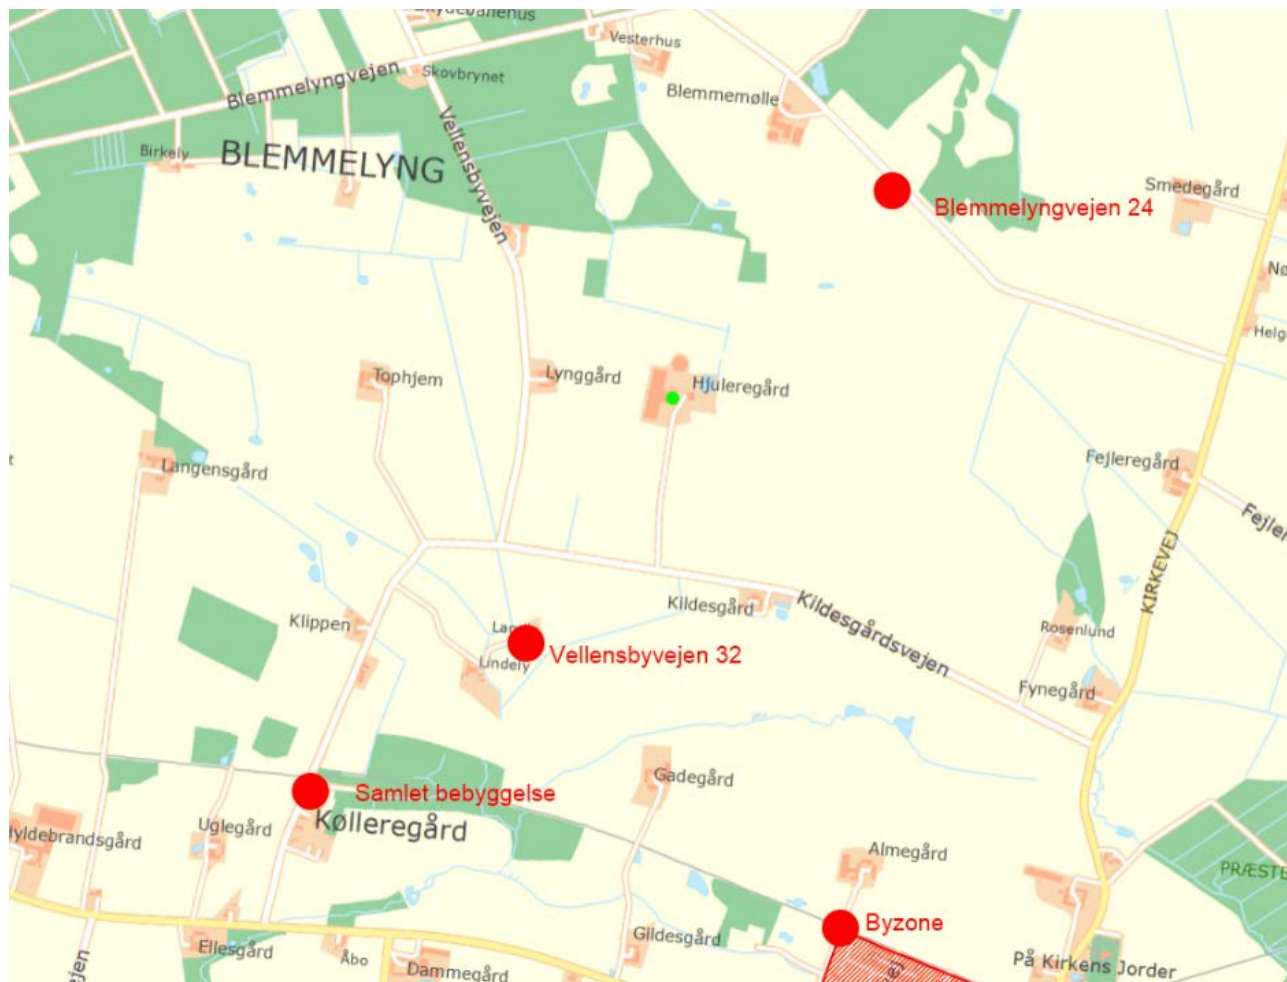 Vesterhus
Skovbrynet
Blemmelyngvejen
Blemmemølle
Birkely
BLEMMELYNG
Vellensbyvejen
Smedegård
Blemmelyngvejen 24
Tophjem
Lynggård
Hjuleregård
Langensgård
Fejleregård
KIRKEVEJ
Klippen
Kildesgård
Kildesgårdsvejen
Rosenlund
Vellensbyvejen 32
Lindely
Fynegård
Gadegård
Samlet bebyggelse
Uglegård
Kølleregård
yldebrandsgård
Almegård
PRÆSTE
Byzone
Ellesgård
Åbo
Gildesgård
Dammegård
På Kirkens Jorder